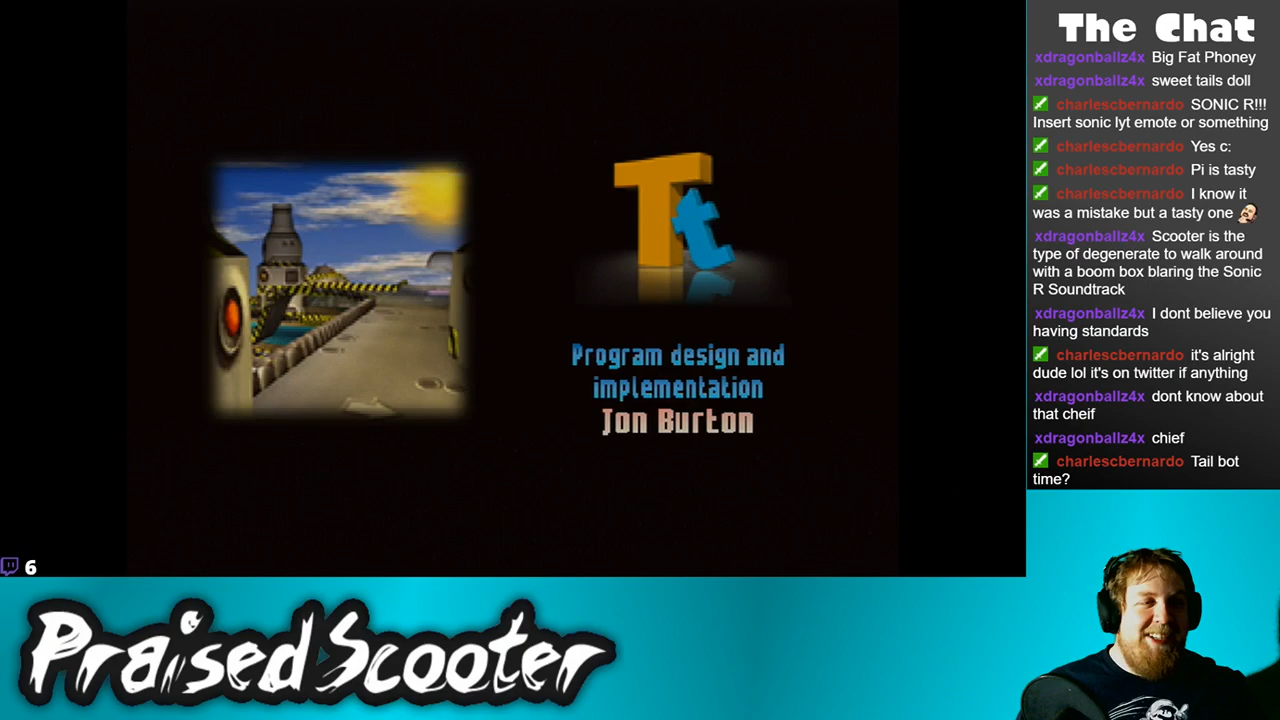 The Chat
xdragonballz4x Big Fat Phoney
xdragonballz4x sweet tails doll
charlescbernardo SONIC R!!!
Insert sonic lyt emote or something
charlescbernardo Yes c:
charlescbernardo Pi is tasty
charlescbernardo I know it
was a mistake but a tasty one
xdragonballz4x Scooter is the
type of degenerate to walk around
with a boom box blaring the Sonic
R Soundtrack
xdragonballz4x I dont believe you
having standards
charlescbernardo it's alright
dude lol it's on twitter if anything
xdragonballz4x dont know about
that cheif
xdragonballz4x chief
charlescbernardo Tail bot
time?
Tt
Program design and
implementation
Jon Burton
6
PraisedScooter